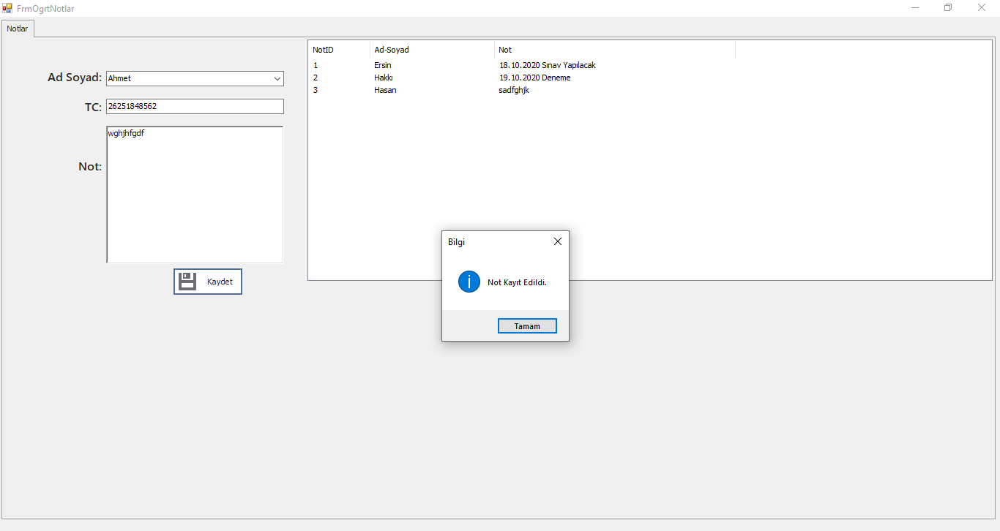 FrmOgrtNotlar
Notlar
Ad Soyad: Ahmet
TC: 26251848562
Not: wghjhfgdf
Kaydet
NotID Ad-Soyad Not
1 Ersin 18.10.2020 Sınav Yapılacak
2 Hakkı 19.10.2020 Deneme
3 Hasan sadfghjk
Bilgi
Not Kayıt Edildi.
Tamam